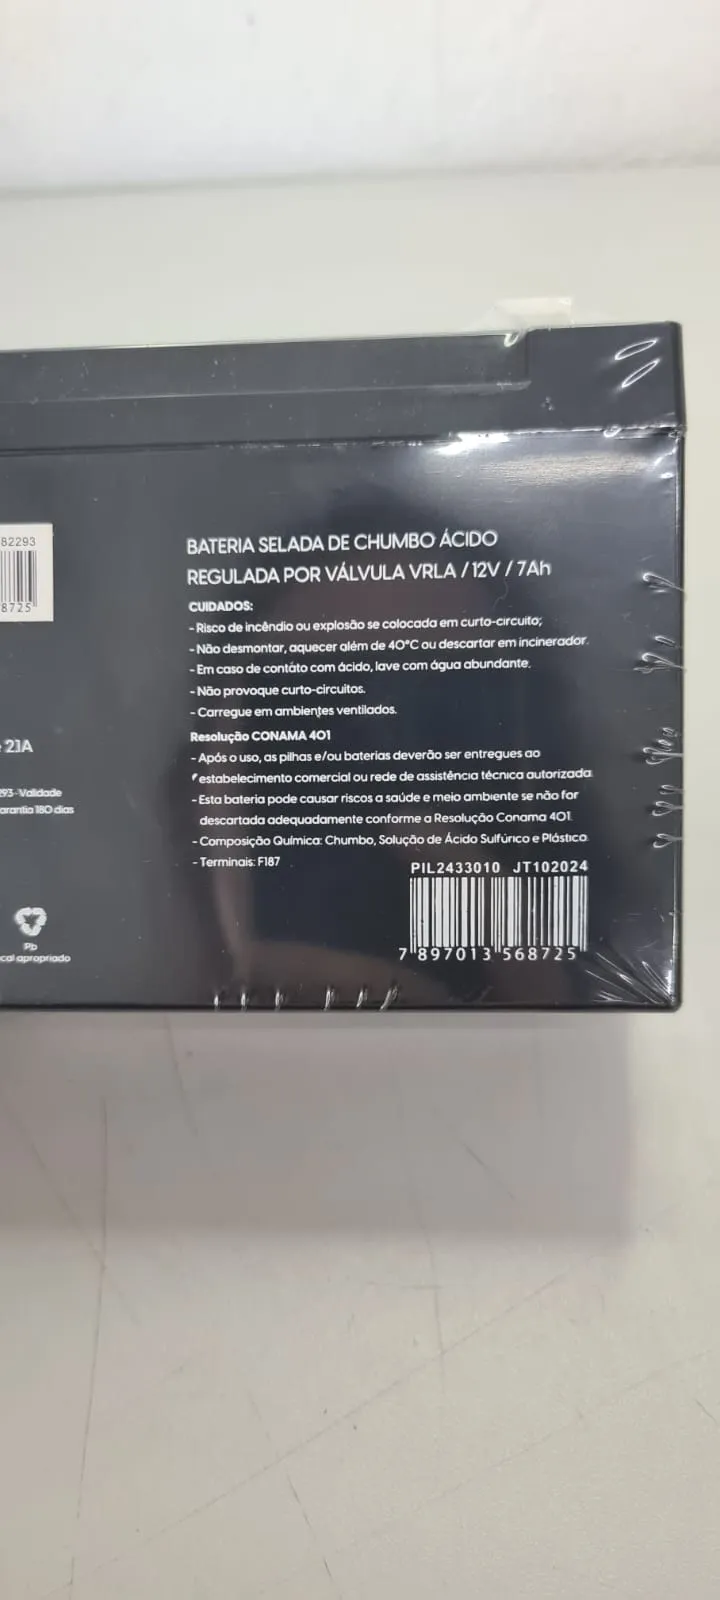 82293
8725
2.1A
293-Validade
arantia 180 dias
Pb
cal apropriado
BATERIA SELADA DE CHUMBO ÁCIDO
REGULADA POR VÁLVULA VRLA / 12V / 7Ah
CUIDADOS:
- Risco de incêndio ou explosão se colocada em curto-circuito;
- Não desmontar, aquecer além de 40°C ou descartar em incinerador.
- Em caso de contato com ácido, lave com água abundante.
- Não provoque curto-circuitos.
- Carregue em ambientes ventilados.
Resolução CONAMA 401
- Após o uso, as pilhas e/ou baterias deverão ser entregues ao
estabelecimento comercial ou rede de assistência técnica autorizada
- Esta bateria pode causar riscos a saúde e meio ambiente se não for
descartada adequadamente conforme a Resolução Conama 401.
- Composição Química: Chumbo, Solução de Ácido Sulfúrico e Plástico.
- Terminais: F187
PIL2433010 JT102024
7 897013 568725